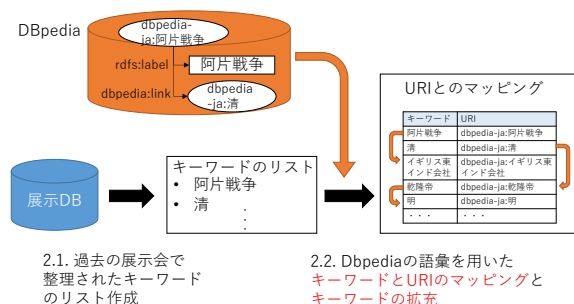 DBpedia
dbpedia-
ja:阿片戦争
rdfs:label
阿片戦争
dbpedia:link
dbpedia
-ja:清
展示DB
キーワードのリスト
• 阿片戦争
• 清
.
.
.
URIとのマッピング
キーワード URI
阿片戦争 dbpedia-ja:阿片戦争
清 dbpedia-ja:清
イギリス東 dbpedia-ja:イギリス東
インド会社 インド会社
乾隆帝 dbpedia-ja:乾隆帝
明 dbpedia-ja:明
・・・ ・・・
2.1. 過去の展示会で
整理されたキーワード
のリスト作成
2.2. Dbpediaの語彙を用いた
キーワードとURIのマッピングと
キーワードの拡充